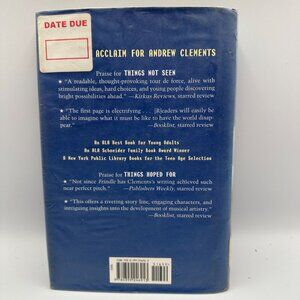 DATE DUE
ACCLAIM FOR ANDREW CLEMENTS
Praise for THINGS NOT SEEN
★ "A readable, thought-provoking tour de force, alive with
stimulating ideas, hard choices, and young people discovering
bright possibilities ahead." —Kirkus Reviews, starred review
★ "The first page is electrifying . . . [R]eaders will easily be
able to imagine what it must be like to have the world disap-
pear." —Booklist, starred review
An ALA Best Book for Young Adults
An ALA Schneider Family Book Award Winner
A New York Public Library Books for the Teen Age Selection
Praise for THINGS HOPED FOR
★ "Not since Frindle has Clements's writing achieved such
near perfect pitch." —Publishers Weekly, starred review
★ "This offers a riveting story line, engaging characters, and
intriguing insights into the development of musical artistry."
—Booklist, starred review